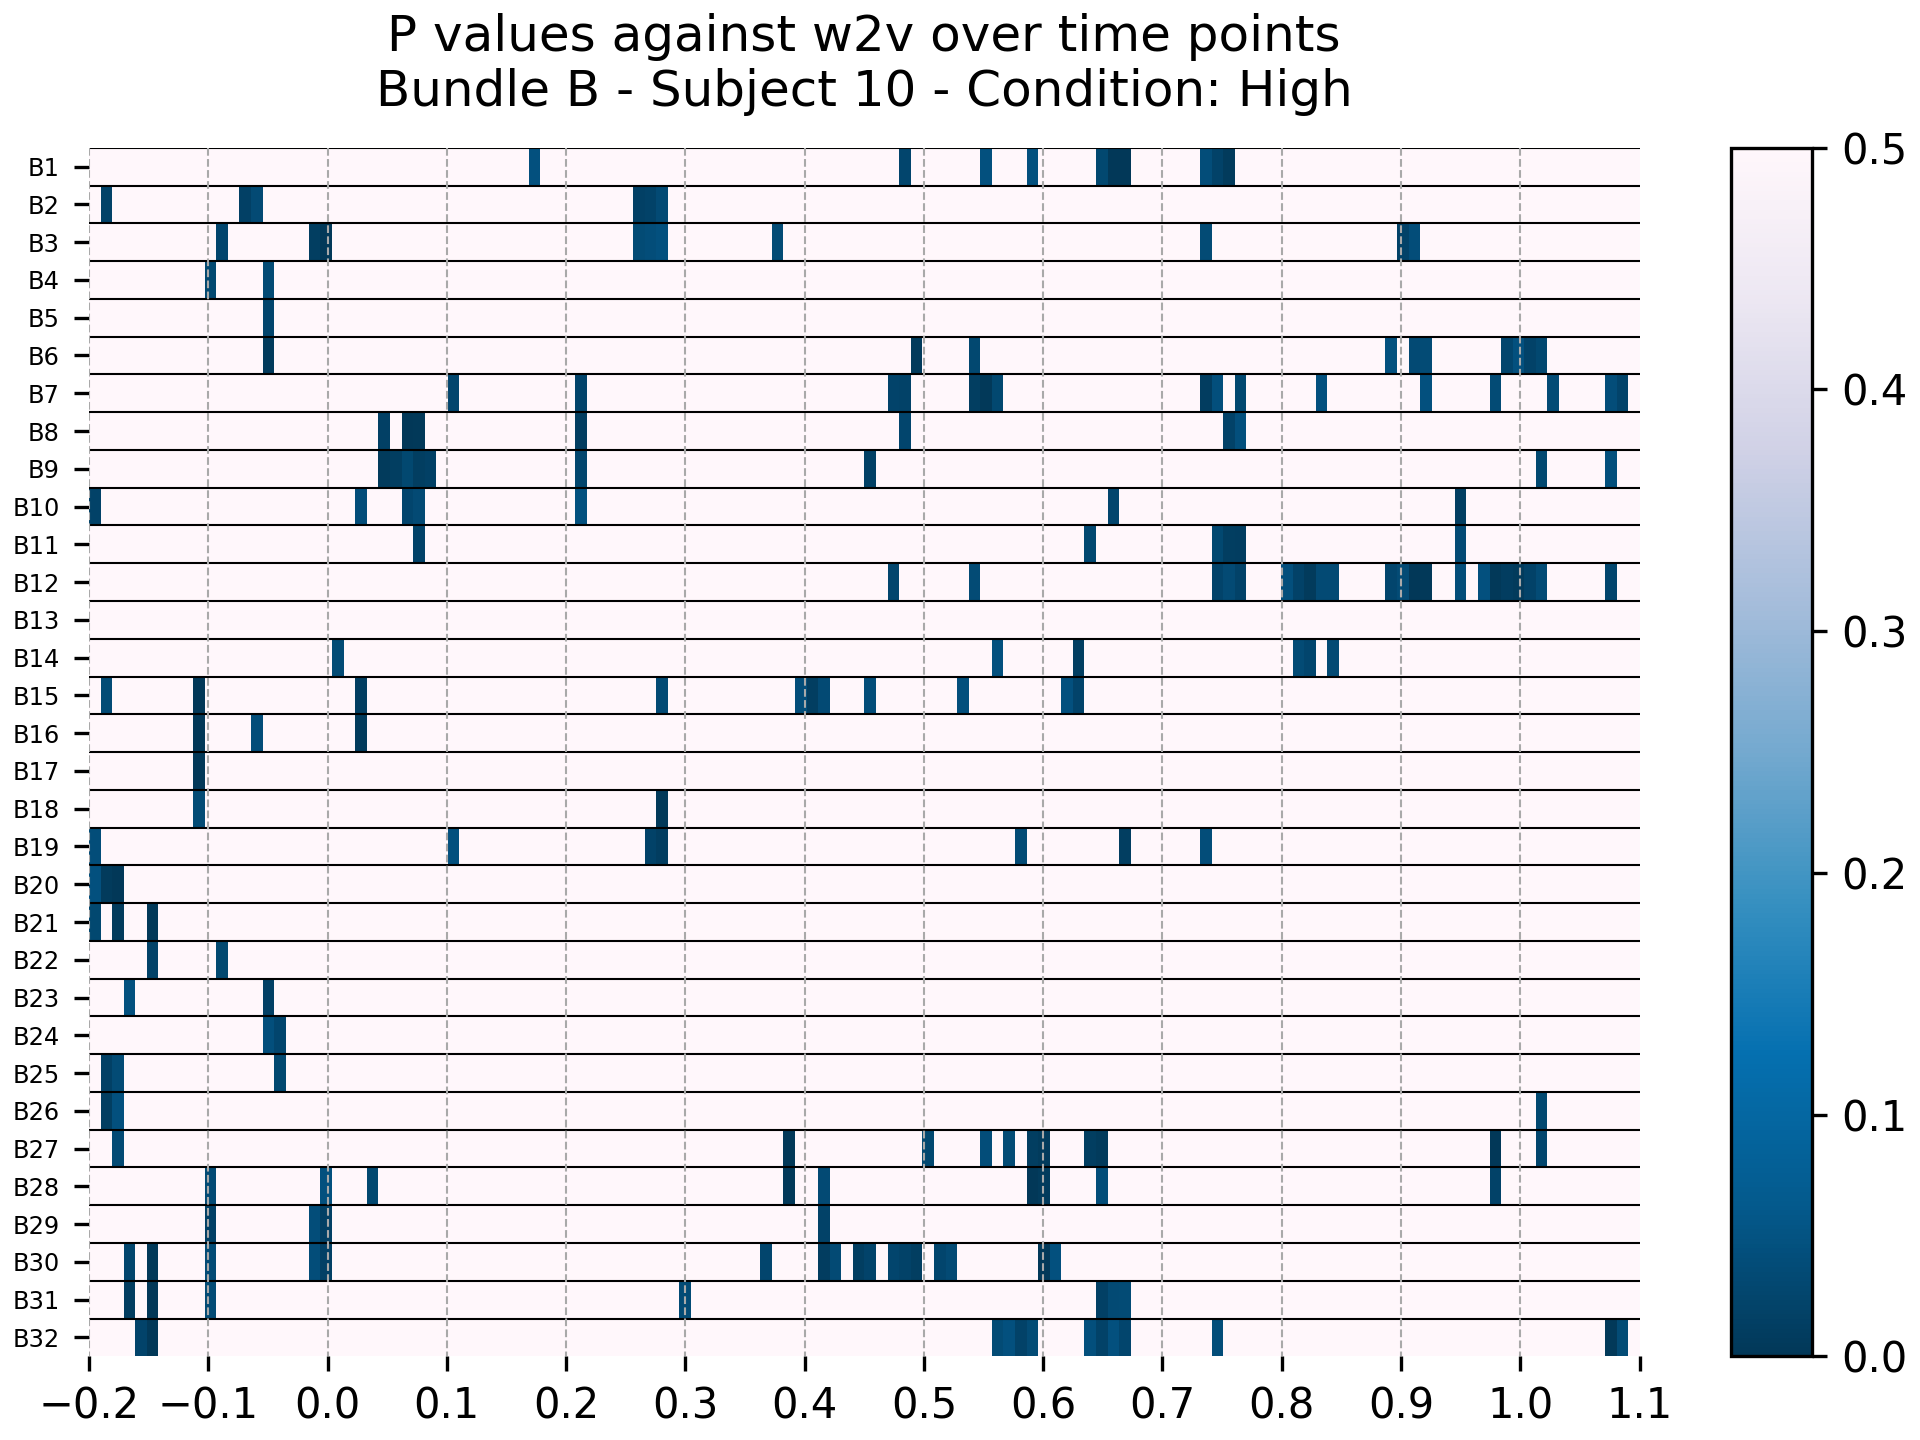 P values against w2v over time points
Bundle B - Subject 10 - Condition: High
B1
B2
B3
B4
B5
B6
B7
B8
B9
B10
B11
B12
B13
B14
B15
B16
B17
B18
B19
B20
B21
B22
B23
B24
B25
B26
B27
B28
B29
B30
B31
B32
−0.2 −0.1 0.0 0.1 0.2 0.3 0.4 0.5 0.6 0.7 0.8 0.9 1.0 1.1
0.5
0.4
0.3
0.2
0.1
0.0